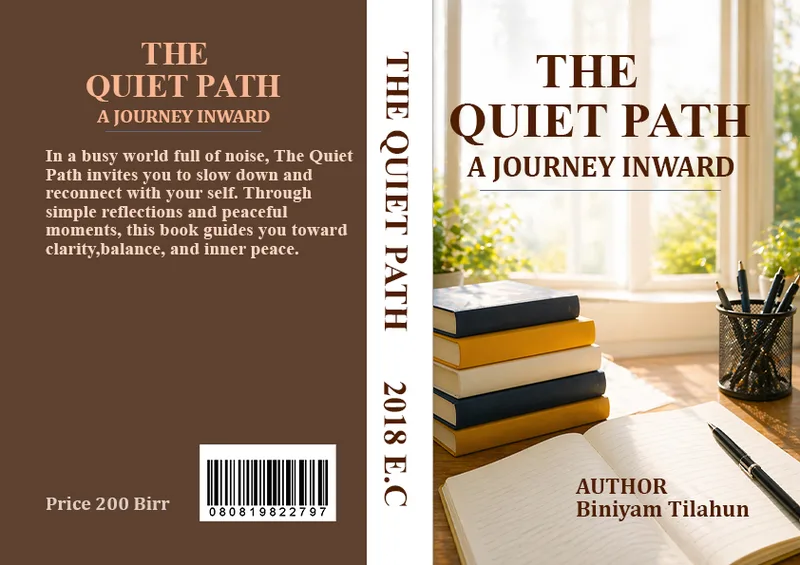 THE
QUIET PATH
A JOURNEY INWARD
In a busy world full of noise, The Quiet
Path invites you to slow down and
reconnect with your self. Through
simple reflections and peaceful
moments, this book guides you toward
clarity,balance, and inner peace.
Price 200 Birr
080819822797
THE QUIET PATH 2018 E.C
THE
QUIET PATH
A JOURNEY INWARD
AUTHOR
Biniyam Tilahun